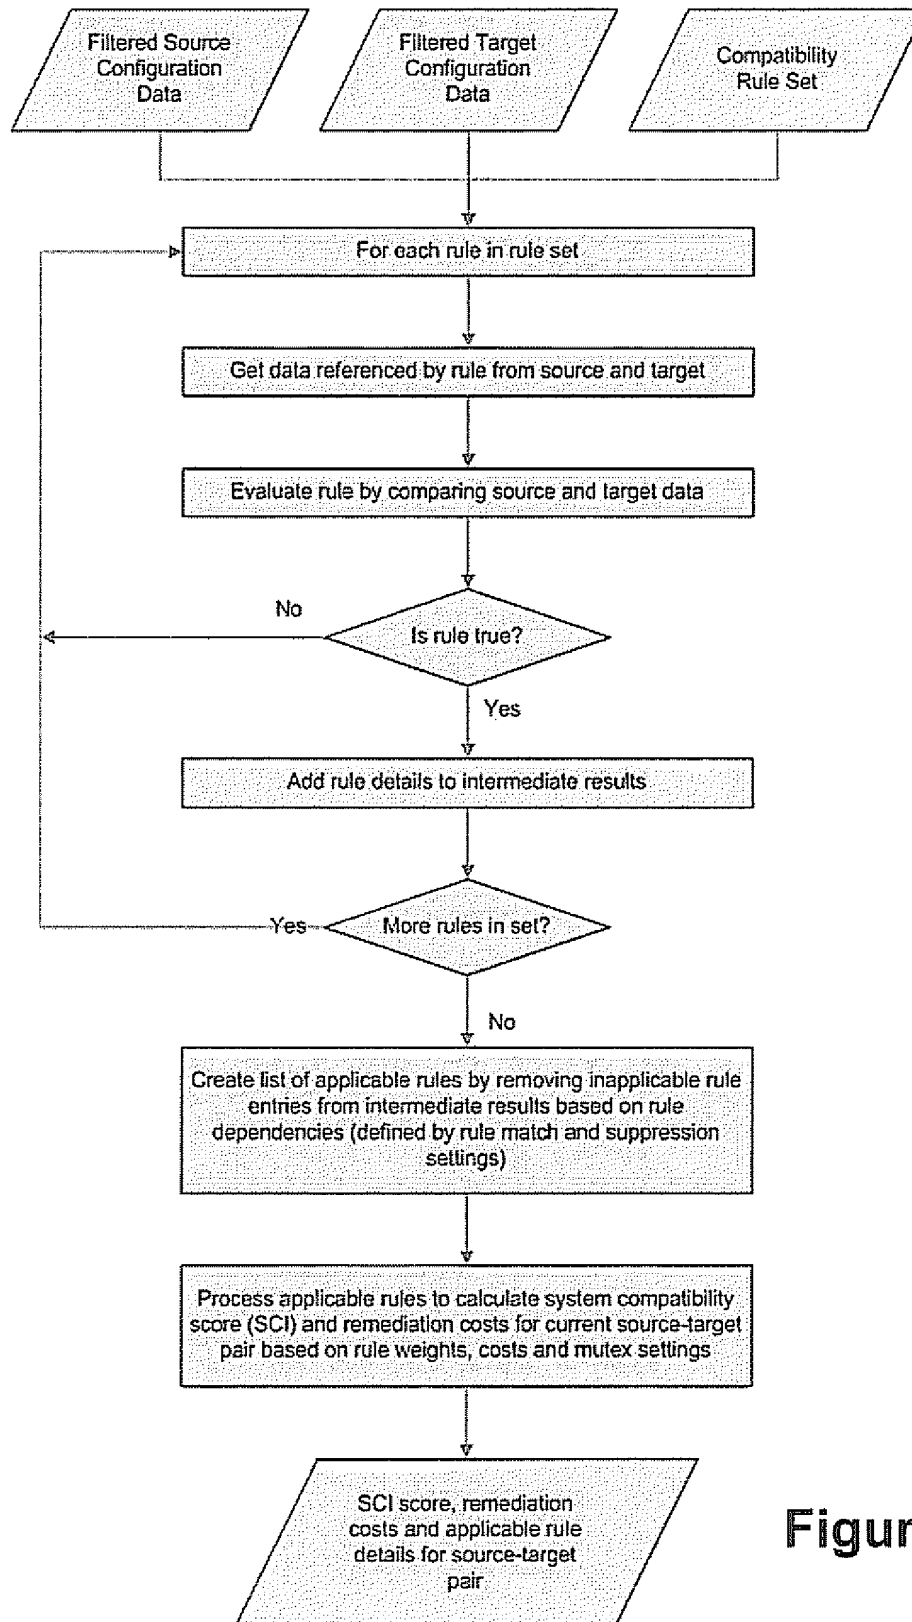 Filtered Source
Configuration
Data
Filtered Target
Configuration
Data
Compatibility
Rule Set
For each rule in rule set
Get data referenced by rule from source and target
Evaluate rule by comparing source and target data
No
Is rule true?
Yes
Add rule details to intermediate results
Yes
More rules in set?
No
Create list of applicable rules by removing inapplicable rule
entries from intermediate results based on rule
dependencies (defined by rule match and suppression
settings)
Process applicable rules to calculate system compatibility
score (SCI) and remediation costs for current source-target
pair based on rule weights, costs and mutex settings
SCI score, remediation
costs and applicable rule
details for source-target
pair
Figur